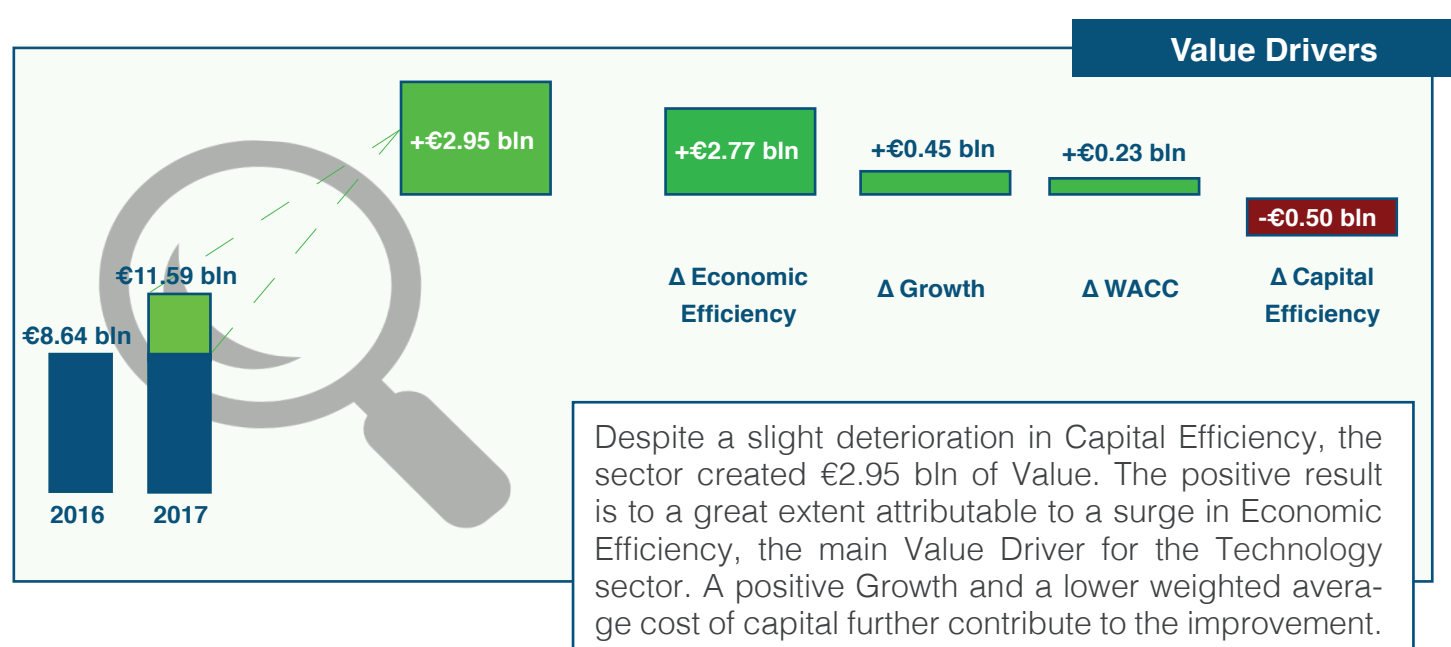 Value Drivers
+€2.95 bln
+€2.77 bln
+€0.45 bln
+€0.23 bln
-€0.50 bln
Δ Economic
Efficiency
Δ Growth
Δ WACC
Δ Capital
Efficiency
€11.59 bln
€8.64 bln
2016
2017
Despite a slight deterioration in Capital Efficiency, the
sector created €2.95 bln of Value. The positive result
is to a great extent attributable to a surge in Economic
Efficiency, the main Value Driver for the Technology
sector. A positive Growth and a lower weighted avera-
ge cost of capital further contribute to the improvement.